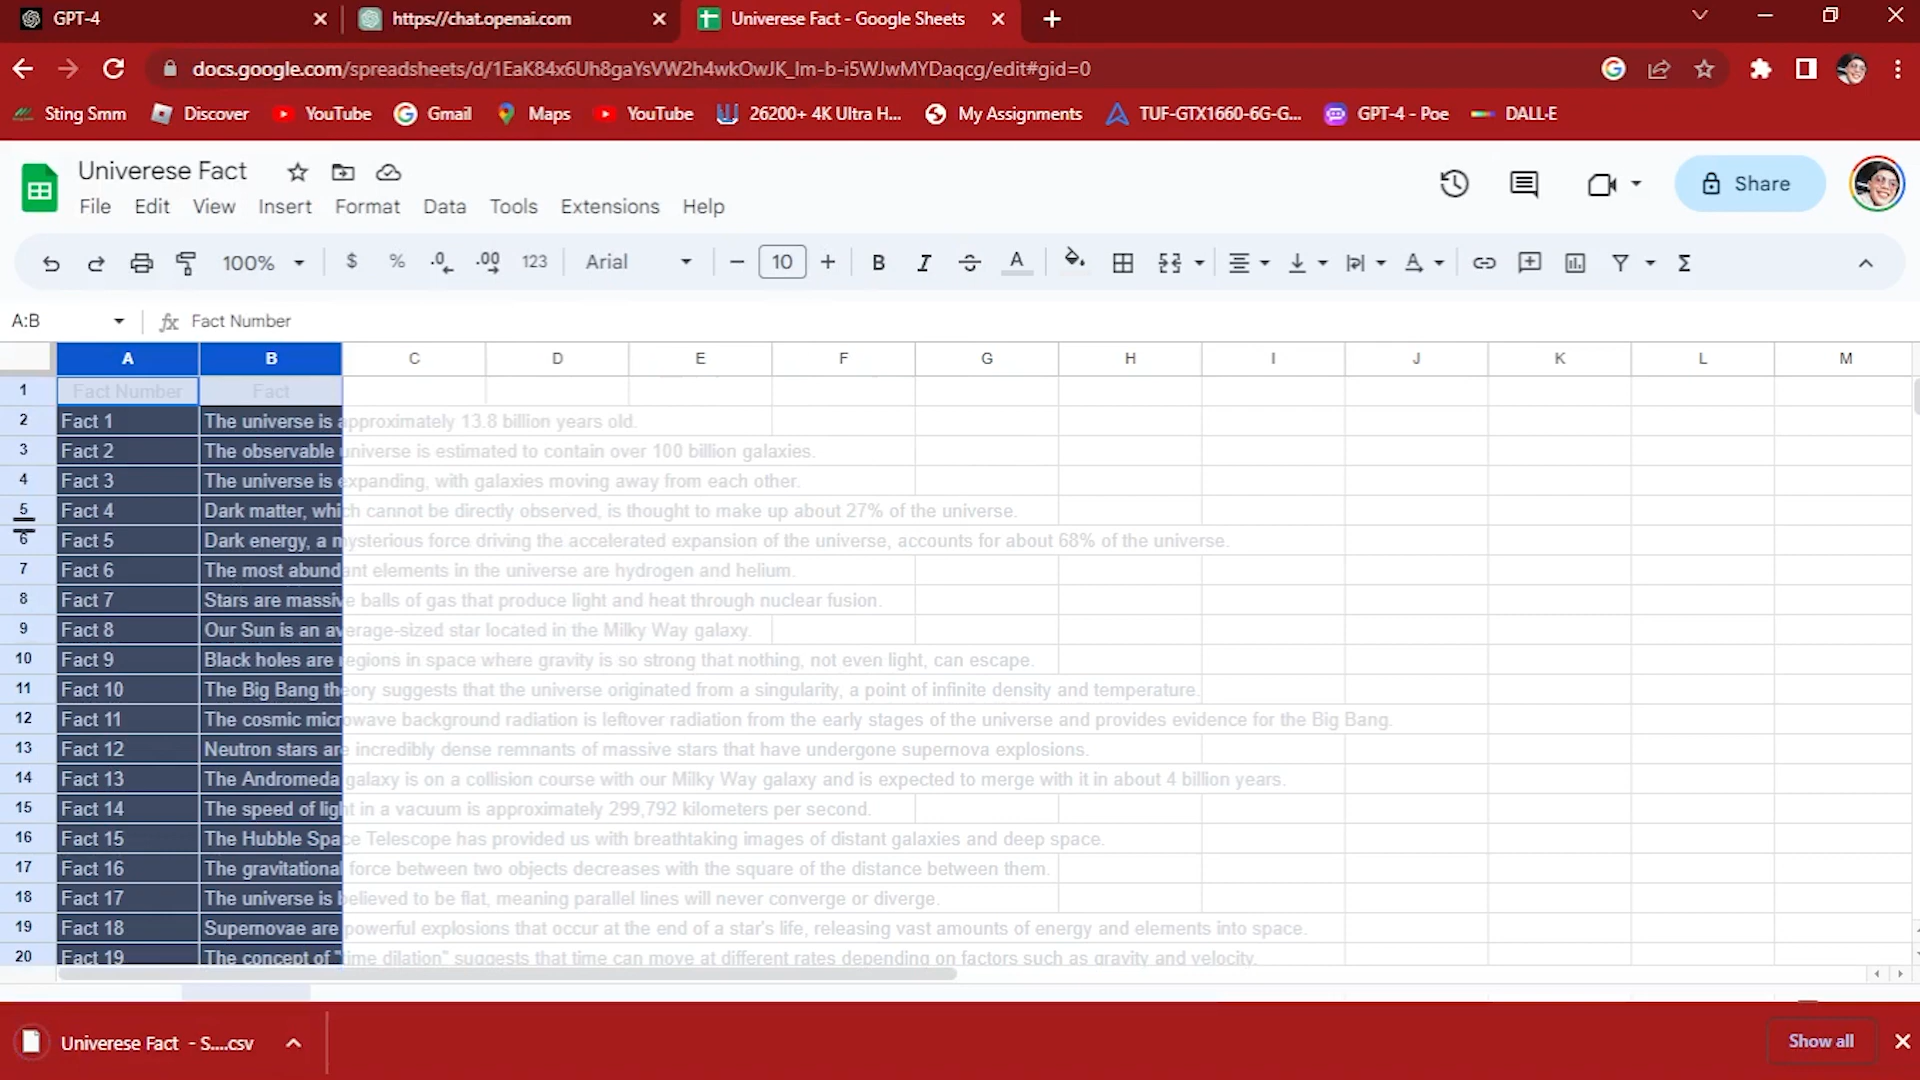 GPT-4
https://chat.openai.com
Univerese Fact - Google Sheets
docs.google.com/spreadsheets/d/1EaK84x6Uh8gaYsVW2h4wkOwJK_Im-b-i5WJwMYDaqcg/edit#gid=0
Sting Smm Discover YouTube Gmail Maps YouTube 26200+ 4K Ultra H... My Assignments TUF-GTX1660-6G-G... GPT-4 - Poe DALL·E
Univerese Fact
File Edit View Insert Format Data Tools Extensions Help
Share
100% $ % .0 .00 123 Arial 10 B I A
A:B fx Fact Number
A B C D E F G H I J K L M
1 Fact Number Fact
2 Fact 1 The universe is approximately 13.8 billion years old.
3 Fact 2 The observable universe is estimated to contain over 100 billion galaxies.
4 Fact 3 The universe is expanding, with galaxies moving away from each other.
5 Fact 4 Dark matter, which cannot be directly observed, is thought to make up about 27% of the universe.
6 Fact 5 Dark energy, a mysterious force driving the accelerated expansion of the universe, accounts for about 68% of the universe.
7 Fact 6 The most abundant elements in the universe are hydrogen and helium.
8 Fact 7 Stars are massive balls of gas that produce light and heat through nuclear fusion.
9 Fact 8 Our Sun is an average-sized star located in the Milky Way galaxy.
10 Fact 9 Black holes are regions in space where gravity is so strong that nothing, not even light, can escape.
11 Fact 10 The Big Bang theory suggests that the universe originated from a singularity, a point of infinite density and temperature.
12 Fact 11 The cosmic microwave background radiation is leftover radiation from the early stages of the universe and provides evidence for the Big Bang.
13 Fact 12 Neutron stars are incredibly dense remnants of massive stars that have undergone supernova explosions.
14 Fact 13 The Andromeda galaxy is on a collision course with our Milky Way galaxy and is expected to merge with it in about 4 billion years.
15 Fact 14 The speed of light in a vacuum is approximately 299,792 kilometers per second.
16 Fact 15 The Hubble Space Telescope has provided us with breathtaking images of distant galaxies and deep space.
17 Fact 16 The gravitational force between two objects decreases with the square of the distance between them.
18 Fact 17 The universe is believed to be flat, meaning parallel lines will never converge or diverge.
19 Fact 18 Supernovae are powerful explosions that occur at the end of a star's life, releasing vast amounts of energy and elements into space.
20 Fact 19 The concept of "time dilation" suggests that time can move at different rates depending on factors such as gravity and velocity.
Univerese Fact - S....csv
Show all